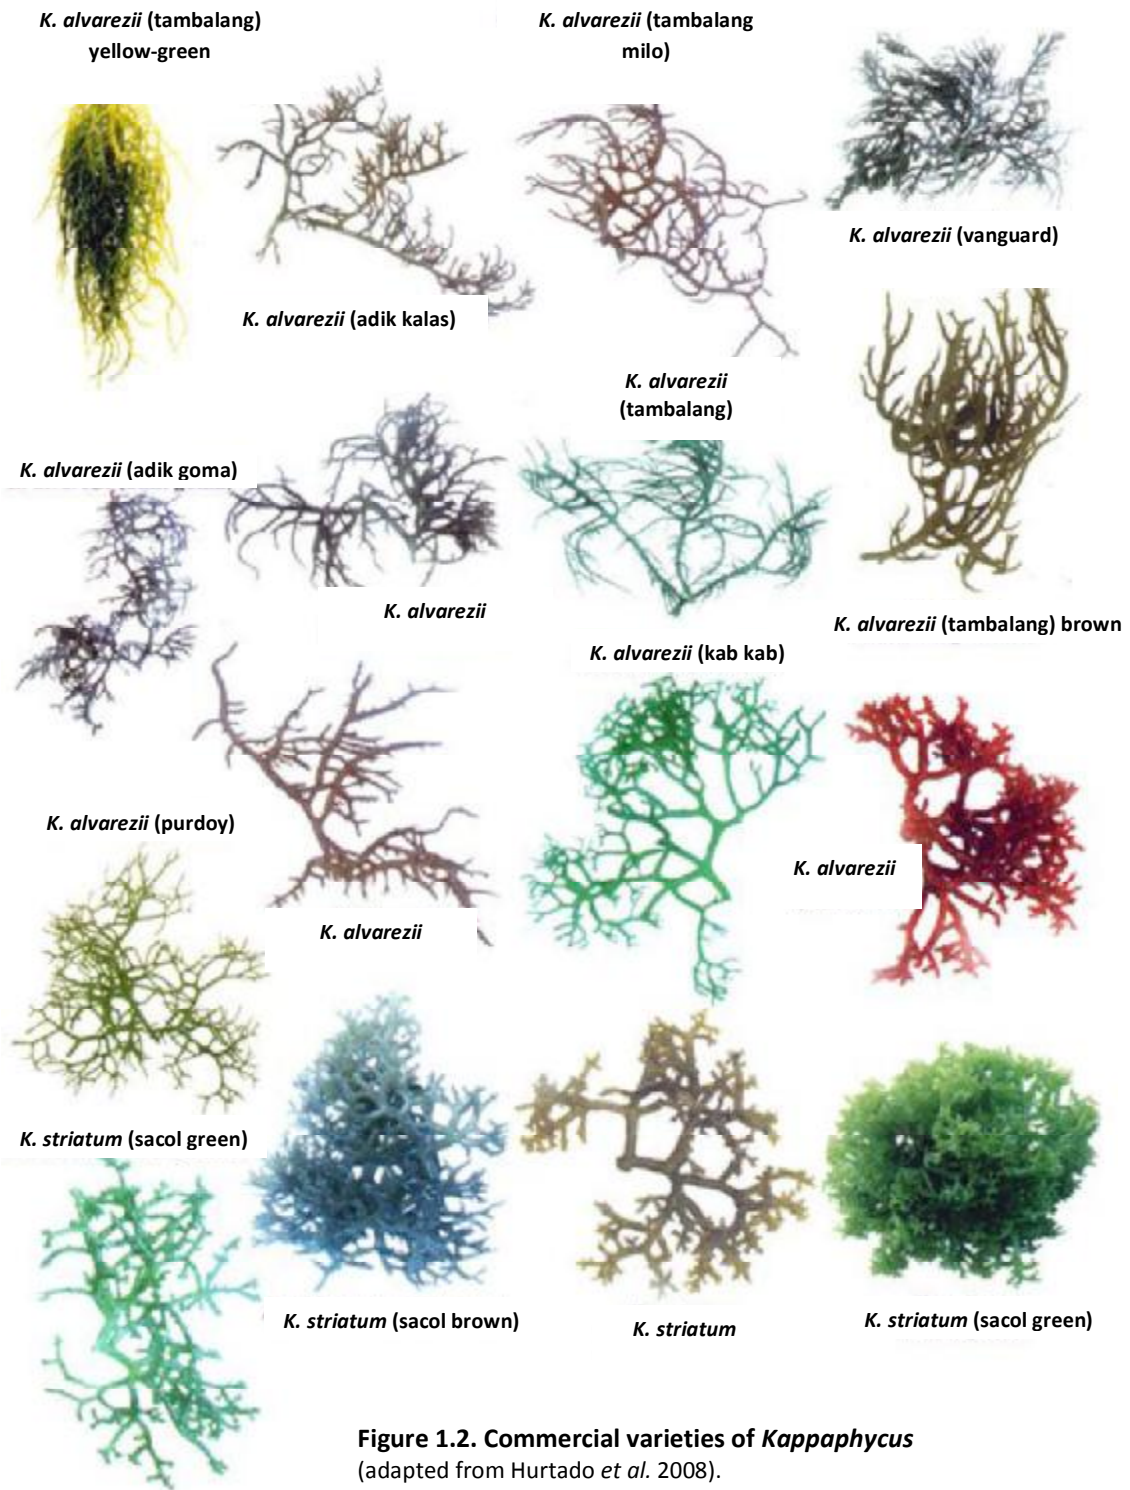 K. alvarezii (tambalang)
yellow-green
K. alvarezii (tambalang
milo)
K. alvarezii (vanguard)
K. alvarezii (adik kalas)
K. alvarezii
(tambalang)
K. alvarezii (adik goma)
K. alvarezii
K. alvarezii (tambalang) brown
K. alvarezii (kab kab)
K. alvarezii (purdoy)
K. alvarezii
K. alvarezii
K. striatum (sacol green)
K. striatum (sacol brown)
K. striatum
K. striatum (sacol green)
Figure 1.2. Commercial varieties of Kappaphycus
(adapted from Hurtado et al. 2008).